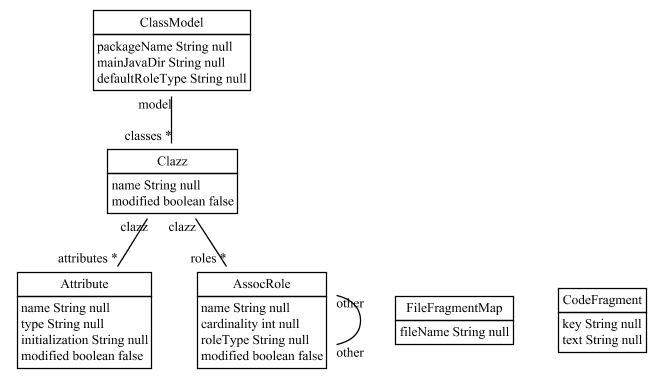 ClassModel
packageName String null
mainJavaDir String null
defaultRoleType String null
model
classes *
Clazz
name String null
modified boolean false
clazz
clazz
attributes *
roles *
Attribute
name String null
type String null
initialization String null
modified boolean false
AssocRole
name String null
cardinality int null
roleType String null
modified boolean false
other
other
FileFragmentMap
fileName String null
CodeFragment
key String null
text String null